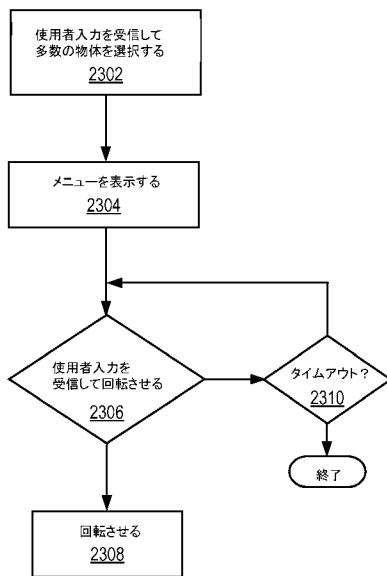 使用者入力を受信して
多数の物体を選択する
2302
メニューを表示する
2304
使用者入力を
受信して回転させる
2306
タイムアウト?
2310
終了
回転させる
2308